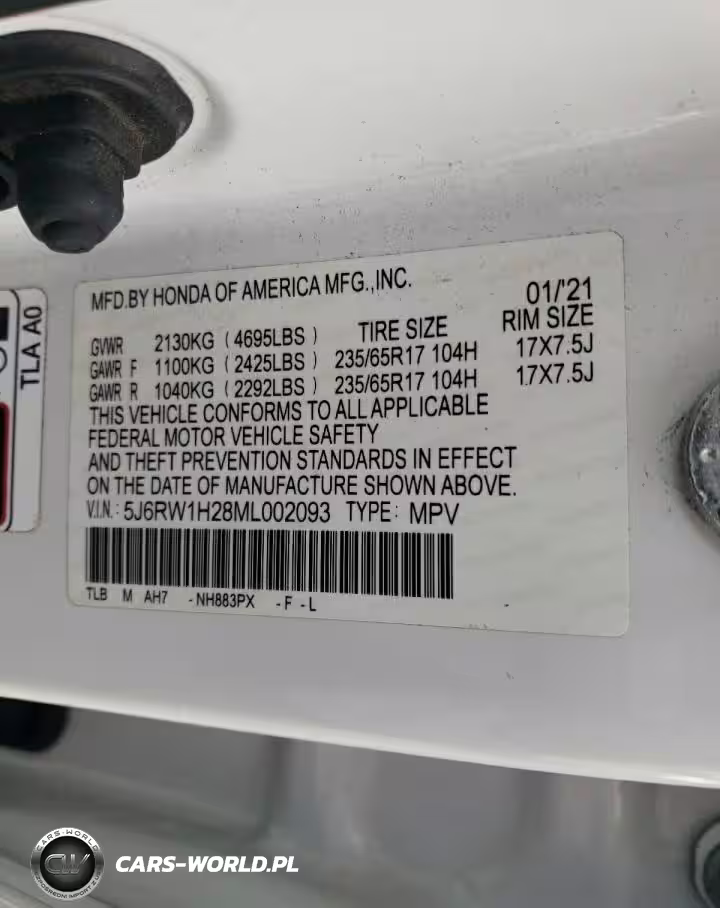 MFD.BY HONDA OF AMERICA MFG.,INC.
01/'21
GVWR 2130KG (4695LBS) TIRE SIZE RIM SIZE
GAWR F 1100KG (2425LBS) 235/65R17 104H 17X7.5J
GAWR R 1040KG (2292LBS) 235/65R17 104H 17X7.5J
THIS VEHICLE CONFORMS TO ALL APPLICABLE
FEDERAL MOTOR VEHICLE SAFETY
AND THEFT PREVENTION STANDARDS IN EFFECT
ON THE DATE OF MANUFACTURE SHOWN ABOVE.
V.I.N.: 5J6RW1H28ML002093 TYPE: MPV
TLB M AH7 -NH883PX -F -L
TLA A0
CARS-WORLD
CW
CARS-WORLD.PL